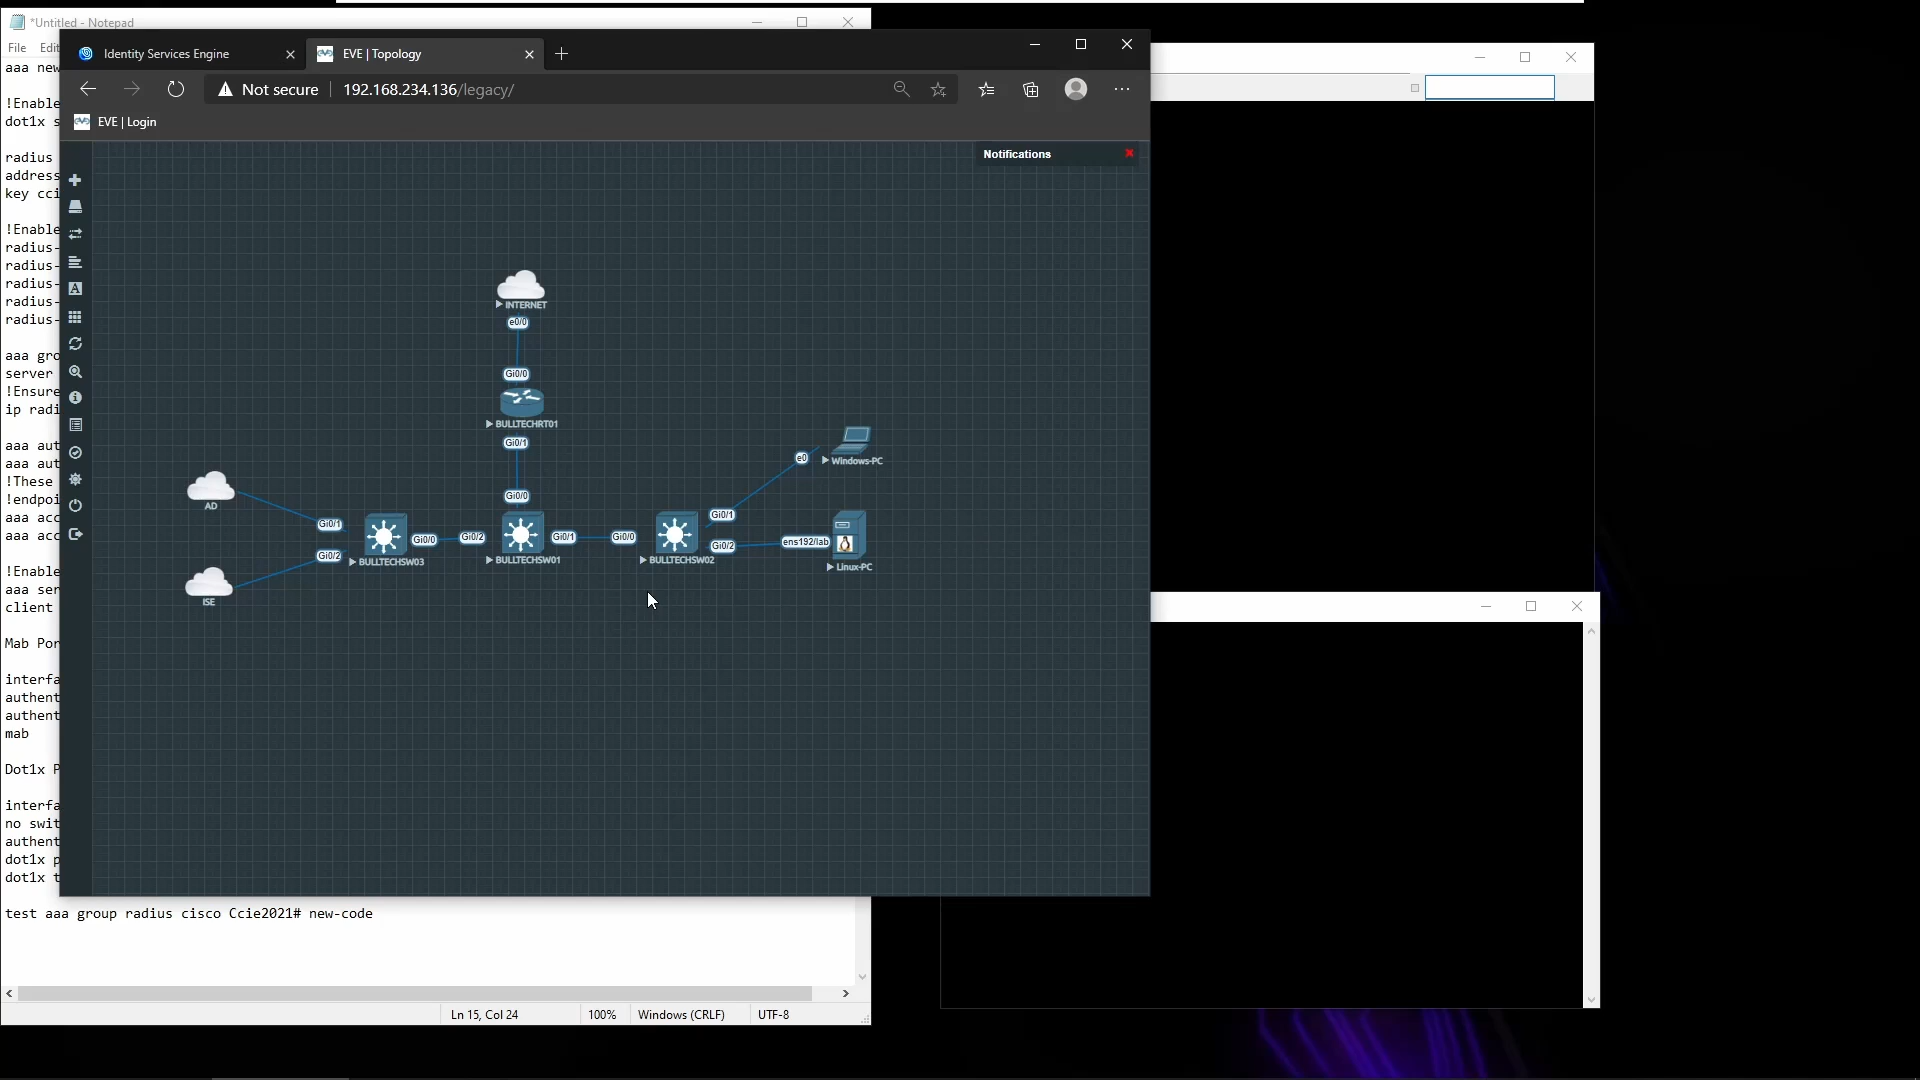 *Untitled - Notepad
File Edit
aaa new
!Enable
dot1x s
radius
address
key cci
!Enable
radius-
radius-
radius-
radius-
radius-
aaa gro
server
!Ensure
ip radi
aaa aut
aaa aut
!These
!endpoi
aaa acc
aaa acc
!Enable
aaa ser
client
Mab Por
interfa
authent
authent
mab
Dot1x P
interfa
no swit
authent
dot1x p
dot1x t
test aaa group radius cisco Ccie2021# new-code
Ln 15, Col 24 100% Windows (CRLF) UTF-8
Identity Services Engine
EVE | Topology
Not secure 192.168.234.136/legacy/
EVE | Login
Notifications
INTERNET
e0/0
Gi0/0
BULLTECHRT01
Gi0/1
Gi0/0
e0
Windows-PC
AD
Gi0/1
Gi0/1
Gi0/2
BULLTECHSW03
Gi0/0
Gi0/2
BULLTECHSW01
Gi0/1
Gi0/0
BULLTECHSW02
Gi0/2
ens192/lab
Linux-PC
ISE